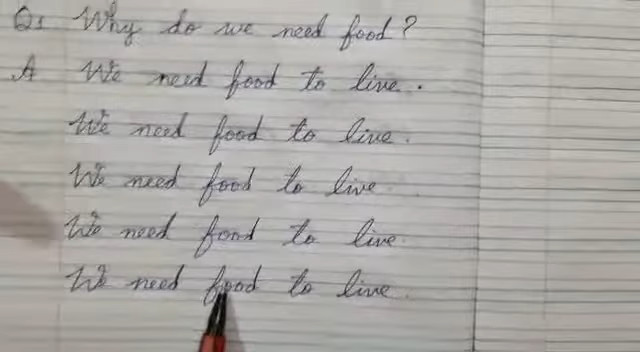 Q1 Why do we need food?
A We need food to live.
We need food to live.
We need food to live
We need food to live.
We need food to live.